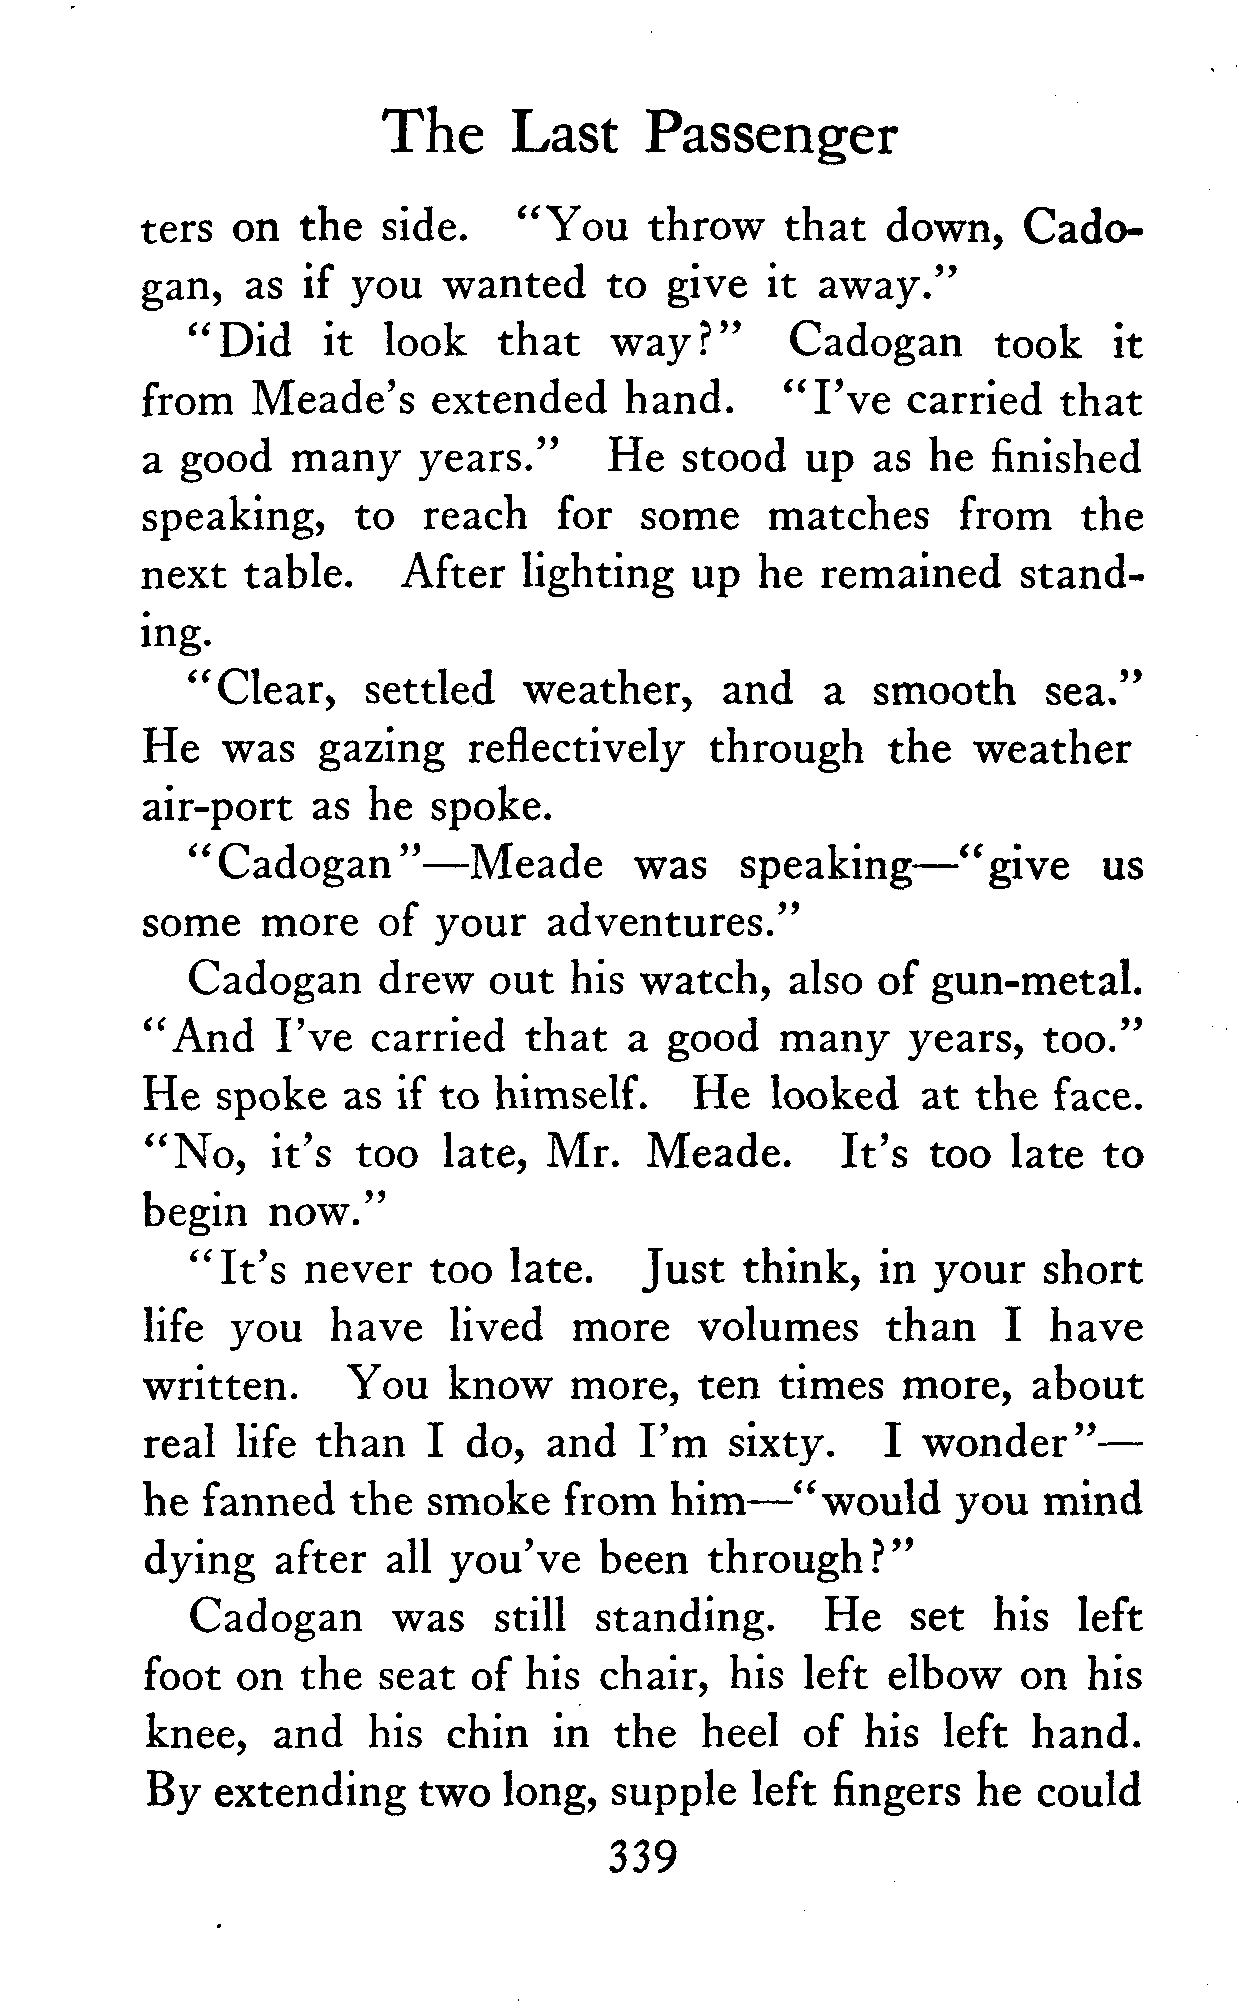 The Last Passenger
ters on the side. "You throw that down, Cado-
gan, as if you wanted to give it away."
"Did it look that way?" Cadogan took it
from Meade's extended hand. "I've carried that
a good many years." He stood up as he finished
speaking, to reach for some matches from the
next table. After lighting up he remained stand-
ing.
"Clear, settled weather, and a smooth sea."
He was gazing reflectively through the weather
air-port as he spoke.
"Cadogan"—Meade was speaking—"give us
some more of your adventures."
Cadogan drew out his watch, also of gun-metal.
"And I've carried that a good many years, too."
He spoke as if to himself. He looked at the face.
"No, it's too late, Mr. Meade. It's too late to
begin now."
"It's never too late. Just think, in your short
life you have lived more volumes than I have
written. You know more, ten times more, about
real life than I do, and I'm sixty. I wonder"—
he fanned the smoke from him—"would you mind
dying after all you've been through?"
Cadogan was still standing. He set his left
foot on the seat of his chair, his left elbow on his
knee, and his chin in the heel of his left hand.
By extending two long, supple left fingers he could
339